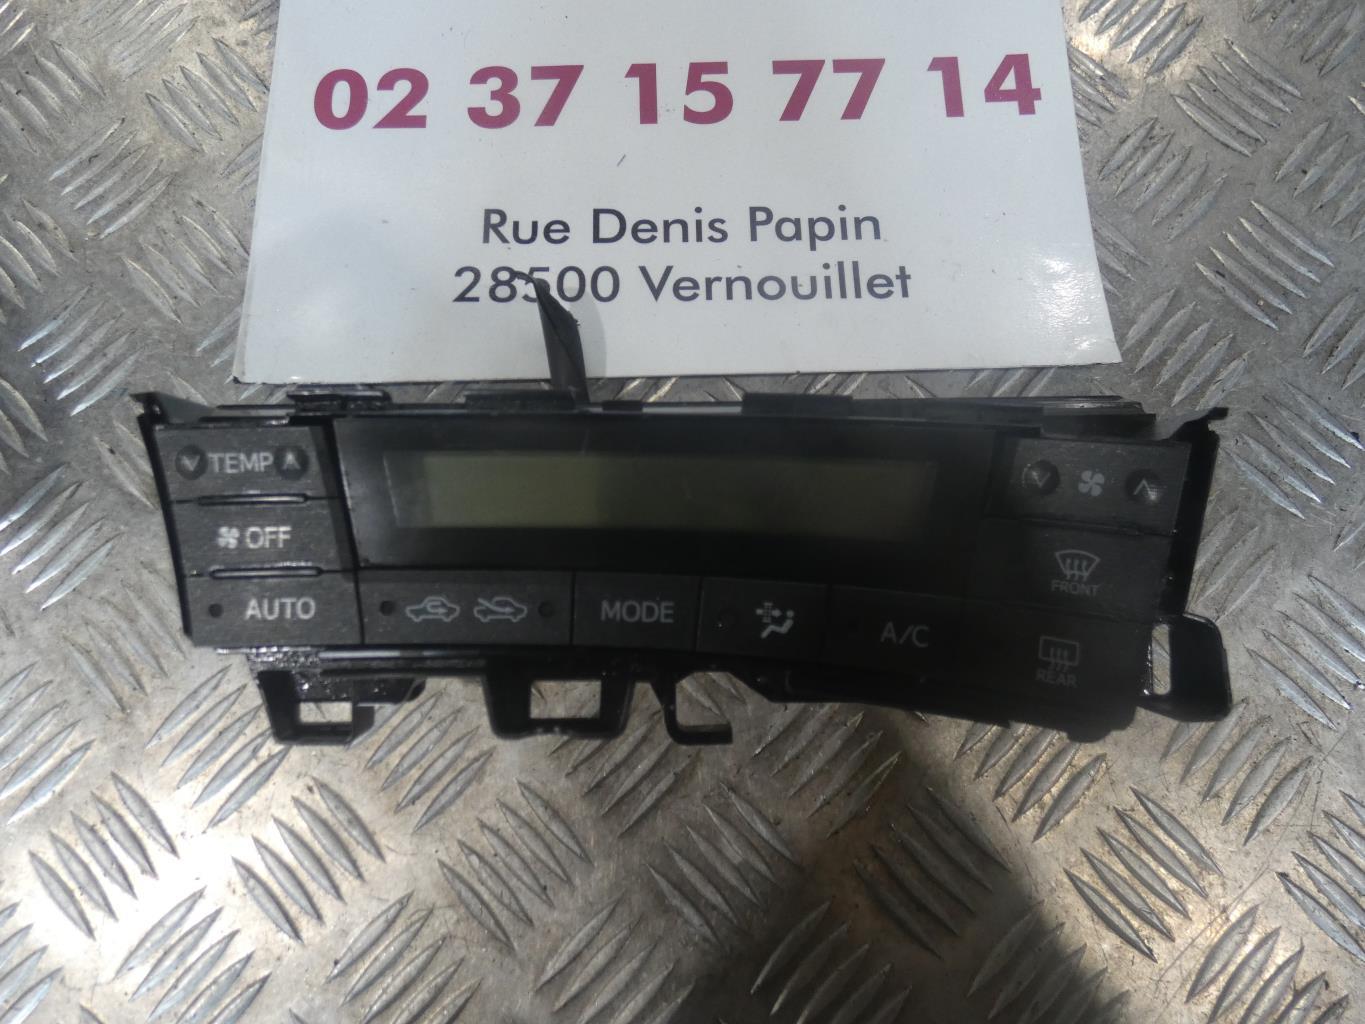 02 37 15 77 14
Rue Denis Papin
28500 Vernouillet
TEMP
OFF
FRONT
AUTO
MODE
A/C
REAR